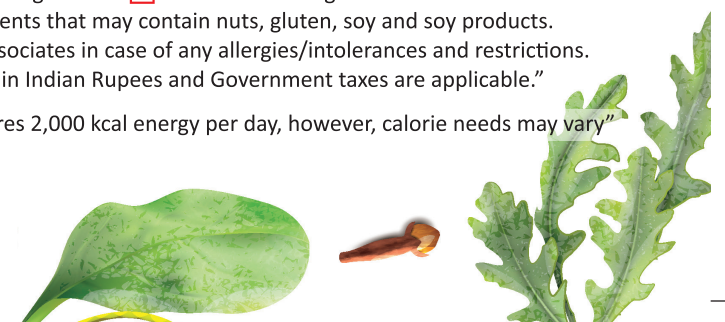 ents that may contain nuts, gluten, soy and soy products.
sociates in case of any allergies/intolerances and restrictions.
in Indian Rupees and Government taxes are applicable.”
res 2,000 kcal energy per day, however, calorie needs may vary”